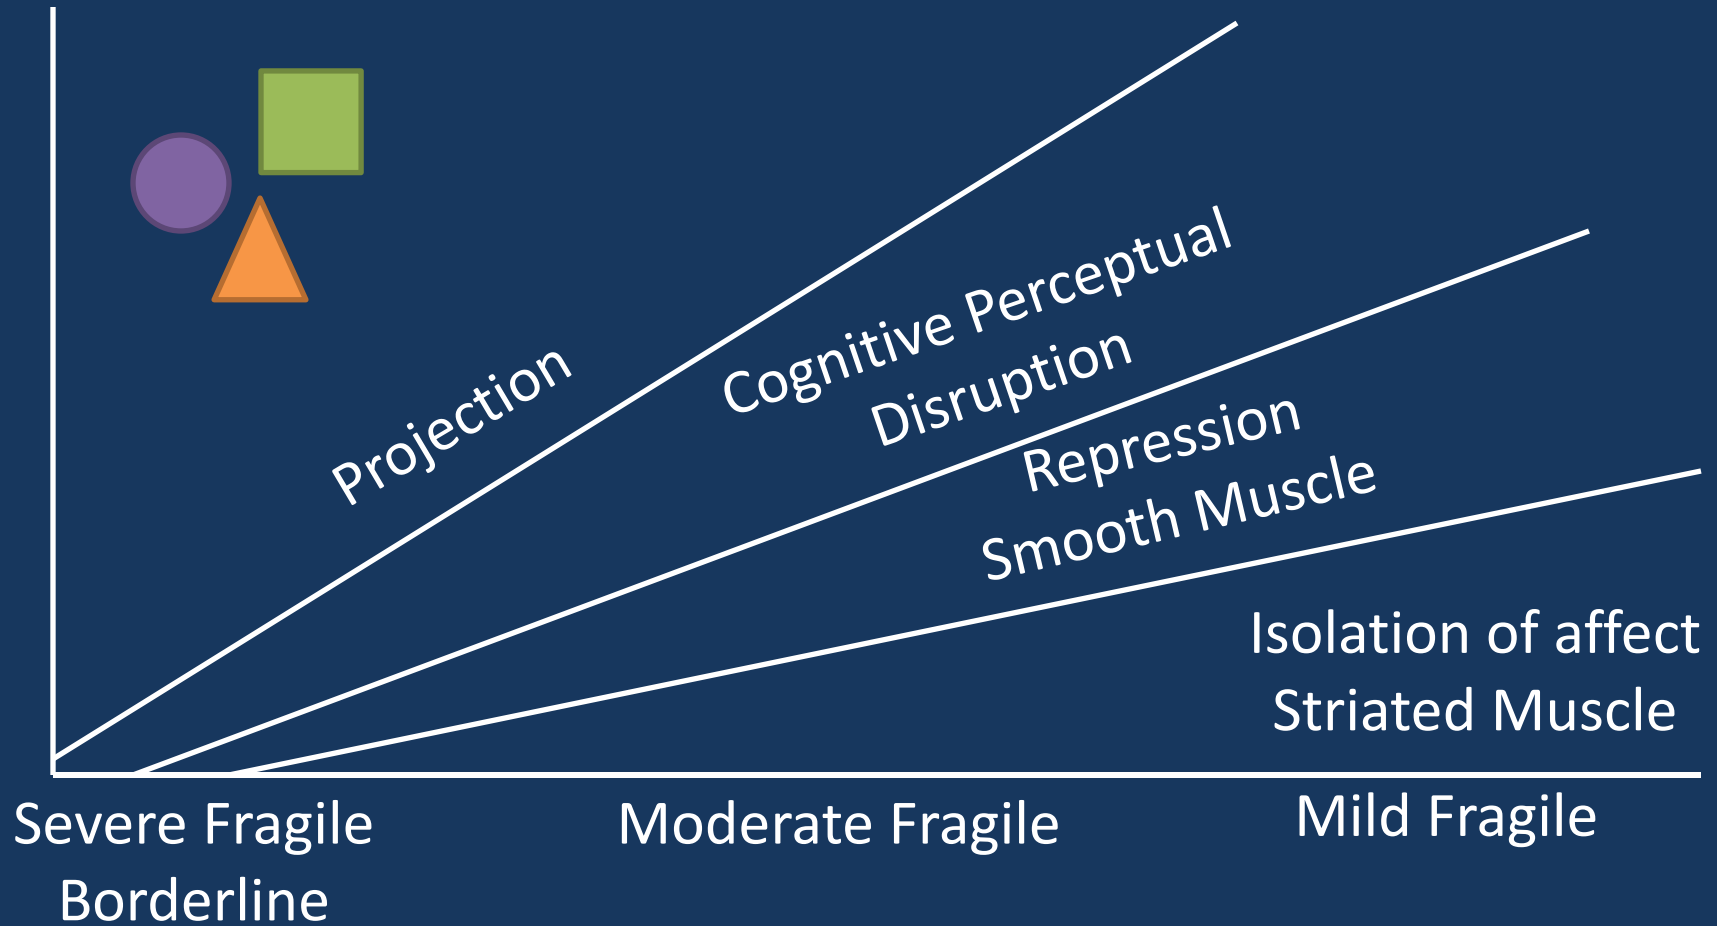 Projection
Cognitive Perceptual
Disruption
Repression
Smooth Muscle
Isolation of affect
Striated Muscle
Severe Fragile
Borderline
Moderate Fragile
Mild Fragile